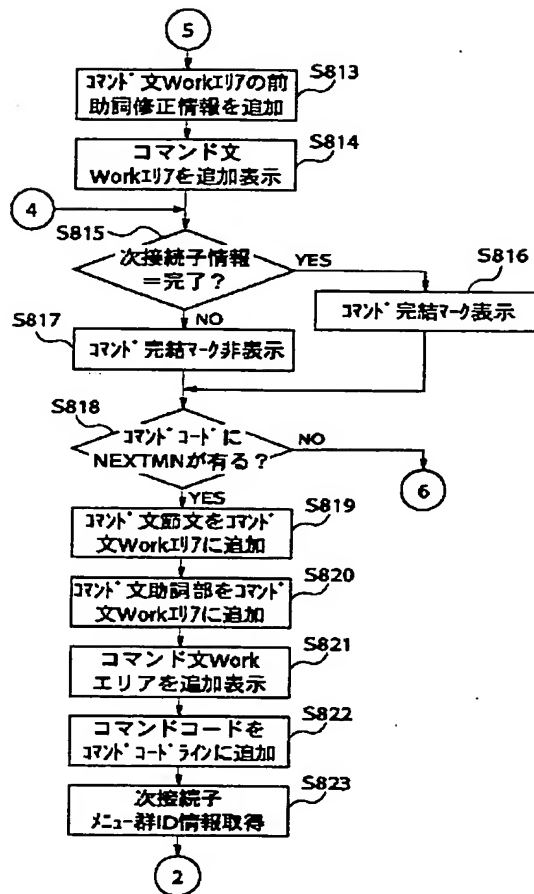 5
S813
コマンド文Workエリアの前
助詞修正情報を追加
S814
コマンド文
Workエリアを追加表示
4
S815
次接続子情報
=完了?
YES
S816
コマンド完結マーク表示
NO
S817
コマンド完結マーク非表示
S818
コマンドコードに
NEXTMNが有る?
NO
6
YES
S819
コマンド文節文をコマンド
文Workエリアに追加
S820
コマンド文助詞部をコマンド
文Workエリアに追加
S821
コマンド文Work
エリアを追加表示
S822
コマンドコードを
コマンドコードラインに追加
S823
次接続子
メニュー群ID情報取得
2